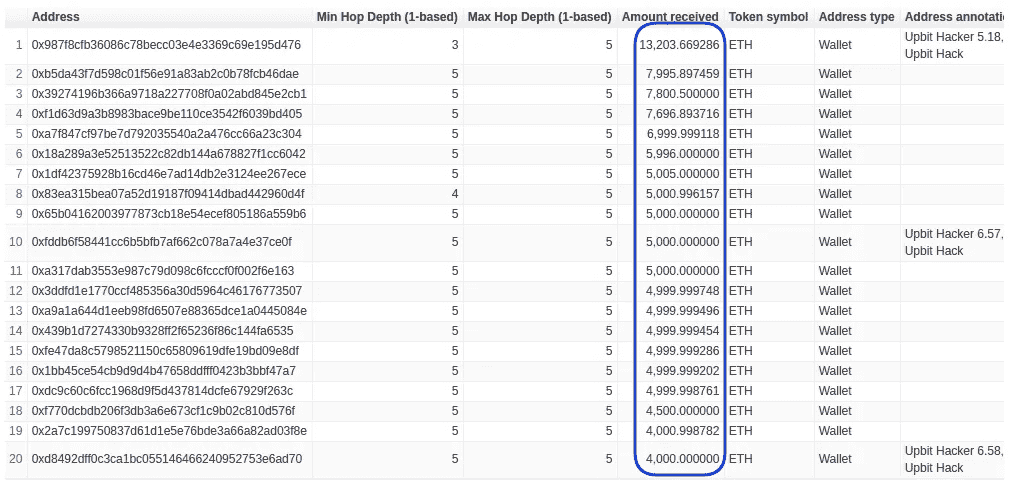 Address Min Hop Depth (1-based) Max Hop Depth (1-based) Amount received Token symbol Address type Address annotati
1 0x987f8cfb36086c78becc03e4e3369c69e195d476 3 5 13,203.669286 ETH Wallet Upbit Hacker 5.18,
Upbit Hack
2 0xb5da43f7d598c01f56e91a83ab2c0b78fcb46dae 5 5 7,995.897459 ETH Wallet
3 0x39274196b366a9718a227708f0a02abd845e2cb1 5 5 7,800.500000 ETH Wallet
4 0xf1d63d9a3b8983bace9be110ce3542f6039bd405 5 5 7,696.893716 ETH Wallet
5 0xa7f847cf97be7d792035540a2a476cc66a23c304 5 5 6,999.999118 ETH Wallet
6 0x18a289a3e52513522c82db144a678827f1cc6042 5 5 5,996.000000 ETH Wallet
7 0x1df42375928b16cd46e7ad14db2e3124ee267ece 5 5 5,005.000000 ETH Wallet
8 0x83ea315bea07a52d19187f09414dbad442960d4f 4 5 5,000.996157 ETH Wallet
9 0x65b04162003977873cb18e54ecef805186a559b6 5 5 5,000.000000 ETH Wallet
10 0xfddb6f58441cc6b5bfb7af662c078a7a4e37ce0f 5 5 5,000.000000 ETH Wallet Upbit Hacker 6.57,
Upbit Hack
11 0xa317dab3553e987c79d098c6fcccf0f002f6e163 5 5 5,000.000000 ETH Wallet
12 0x3ddfd1e1770ccf485356a30d5964c46176773507 5 5 4,999.999748 ETH Wallet
13 0xa9a1a644d1eeb98fd6507e88365dce1a0445084e 5 5 4,999.999496 ETH Wallet
14 0x439b1d7274330b9328ff2f65236f86c144fa6535 5 5 4,999.999454 ETH Wallet
15 0xfe47da8c5798521150c65809619dfe19bd09e8df 5 5 4,999.999286 ETH Wallet
16 0x1bb45ce54cb9d9d4b47658ddfff0423b3bbf47a7 5 5 4,999.999202 ETH Wallet
17 0xdc9c60c6fcc1968d9f5d437814dcfe67929f263c 5 5 4,999.998761 ETH Wallet
18 0xf770dcbdb206f3db3a6e673cf1c9b02c810d576f 5 5 4,500.000000 ETH Wallet
19 0x2a7c199750837d61d1e5e76bde3a66a82ad03f8e 5 5 4,000.998782 ETH Wallet
20 0xd8492dff0c3ca1bc055146466240952753e6ad70 5 5 4,000.000000 ETH Wallet Upbit Hacker 6.58,
Upbit Hack